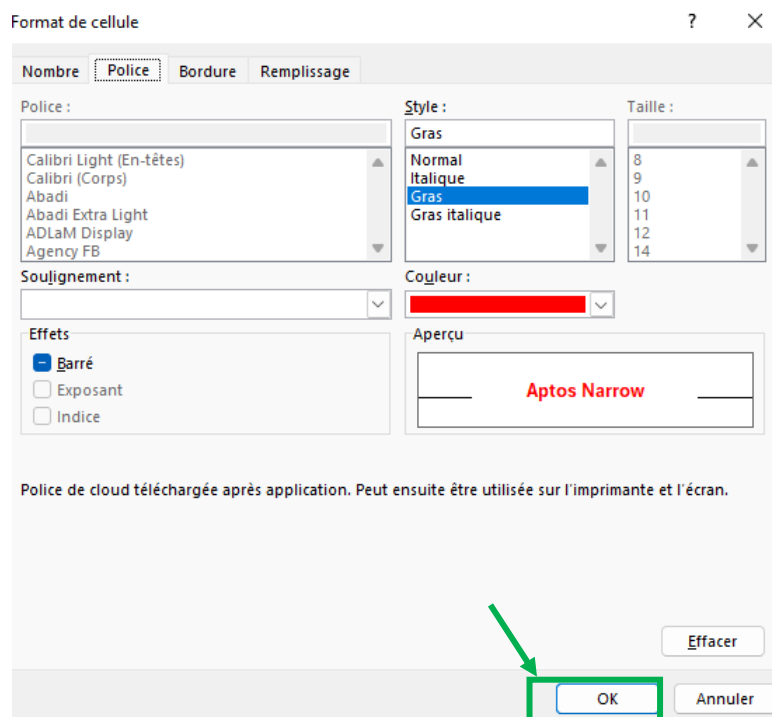 Format de cellule ? ×
Nombre Police Bordure Remplissage
Police : Style : Taille :
Gras
Calibri Light (En-têtes) Normal 8
Calibri (Corps) Italique 9
Abadi Gras 10
Abadi Extra Light Gras italique 11
ADLaM Display 12
Agency FB 14
Soulignement : Couleur :
Effets Aperçu
Barré
Exposant Aptos Narrow
Indice
Police de cloud téléchargée après application. Peut ensuite être utilisée sur l'imprimante et l'écran.
Effacer
OK Annuler